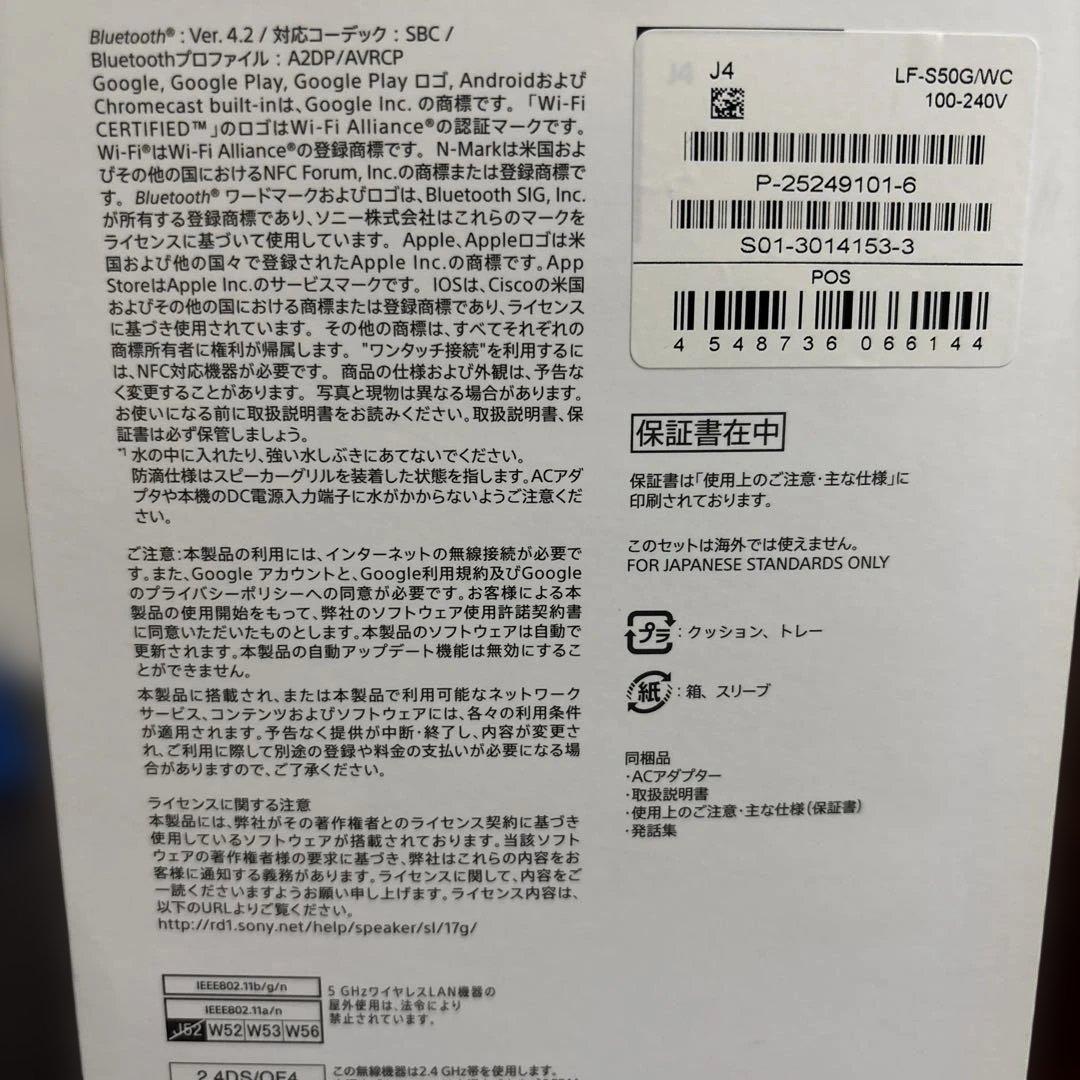 Bluetooth® : Ver. 4.2 / 対応コーデック : SBC /
Bluetoothプロファイル : A2DP/AVRCP
Google, Google Play, Google Play ロゴ, Androidおよび
Chromecast built-inは、Google Inc. の商標です。「Wi-Fi
CERTIFIED™」のロゴはWi-Fi Alliance®の認証マークです。
Wi-Fi®はWi-Fi Alliance®の登録商標です。 N-Markは米国およ
びその他の国におけるNFC Forum, Inc.の商標または登録商標で
す。 Bluetooth® ワードマークおよびロゴは、Bluetooth SIG, Inc.
が所有する登録商標であり、ソニー株式会社はこれらのマークを
ライセンスに基づいて使用しています。 Apple、Appleロゴは米
国および他の国々で登録されたApple Inc.の商標です。App
StoreはApple Inc.のサービスマークです。 IOSは、Ciscoの米国
およびその他の国における商標または登録商標であり、ライセンス
に基づき使用されています。 その他の商標は、すべてそれぞれの
商標所有者に権利が帰属します。 "ワンタッチ接続"を利用するに
は、NFC対応機器が必要です。 商品の仕様および外観は、予告な
く変更することがあります。 写真と現物は異なる場合があります。
お使いになる前に取扱説明書をお読みください。取扱説明書、保
証書は必ず保管しましょう。
*1 水の中に入れたり、強い水しぶきにあてないでください。
防滴仕様はスピーカーグリルを装着した状態を指します。ACアダ
プタや本機のDC電源入力端子に水がかからないようご注意くだ
さい。
ご注意:本製品の利用には、インターネットの無線接続が必要で
す。また、Google アカウントと、Google利用規約及びGoogle
のプライバシーポリシーへの同意が必要です。お客様による本
製品の使用開始をもって、弊社のソフトウェア使用許諾契約書
に同意いただいたものとします。本製品のソフトウェアは自動で
更新されます。本製品の自動アップデート機能は無効にするこ
とができません。
本製品に搭載され、または本製品で利用可能なネットワーク
サービス、コンテンツおよびソフトウェアには、各々の利用条件
が適用されます。予告なく提供が中断・終了し、内容が変更さ
れ、ご利用に際して別途の登録や料金の支払いが必要になる場
合がありますので、ご了承ください。
ライセンスに関する注意
本製品には、弊社がその著作権者とのライセンス契約に基づき
使用しているソフトウェアが搭載されております。当該ソフト
ウェアの著作権者様の要求に基づき、弊社はこれらの内容をお
客様に通知する義務があります。ライセンスに関して、内容をご
一読くださいますようお願い申し上げます。ライセンス内容は、
以下のURLよりご覧ください。
http://rd1.sony.net/help/speaker/sl/17g/
IEEE802.11b/g/n
IEEE802.11a/n
J52 W52 W53 W56
5 GHzワイヤレスLAN機器の
屋外使用は、法令により
禁止されています。
2.4DS/OF4
この無線機器は2.4 GHz帯を使用します。
J4
LF-S50G/WC
100-240V
P-25249101-6
S01-3014153-3
POS
4 548736 066144
保証書在中
保証書は「使用上のご注意・主な仕様」に
印刷されております。
このセットは海外では使えません。
FOR JAPANESE STANDARDS ONLY
プラ : クッション、トレー
紙 : 箱、スリーブ
同梱品
・ACアダプター
・取扱説明書
・使用上のご注意・主な仕様(保証書)
・発話集